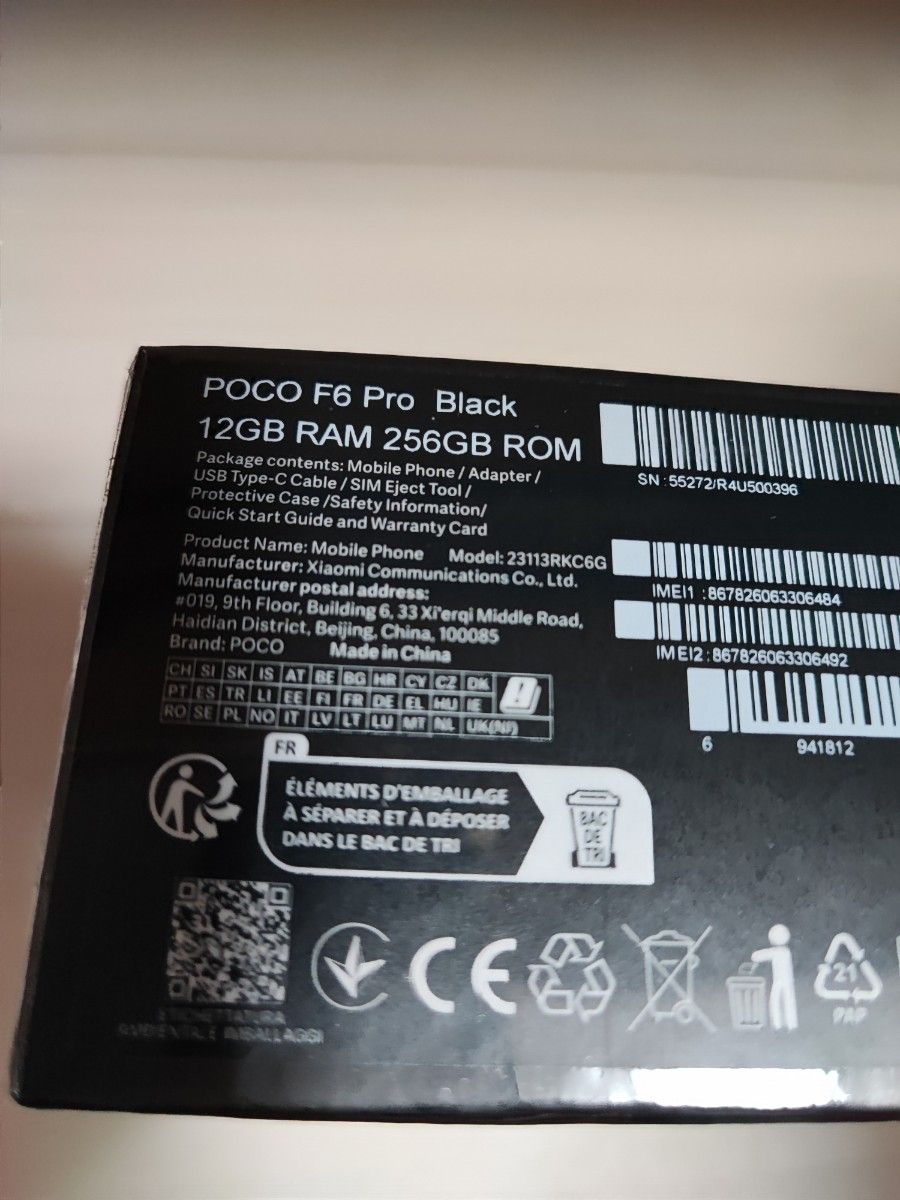 POCO F6 Pro Black
12GB RAM 256GB ROM
Package contents: Mobile Phone / Adapter /
USB Type-C Cable / SIM Eject Tool /
Protective Case /Safety Information/
Quick Start Guide and Warranty Card
Product Name: Mobile Phone Model: 23113RKC6G
Manufacturer: Xiaomi Communications Co., Ltd.
Manufacturer postal address:
#019, 9th Floor, Building 6, 33 Xi'erqi Middle Road,
Haidian District, Beijing, China, 100085
Brand: POCO Made in China
SN : 55272/R4U500396
IMEI1 : 867826063306484
IMEI2 : 867826063306492
6 941812
CH SI SK IS AT BE BG HR CY CZ DK
PT ES TR LI EE FI FR DE EL HU IE
RO SE PL NO IT LV LT LU MT NL UK(NI)
FR
ÉLÉMENTS D'EMBALLAGE
À SÉPARER ET À DÉPOSER
DANS LE BAC DE TRI
BAC
DE
TRI
ETICHETTATURA
AMBIENTALE IMBALLAGGI
CE
21
PAP